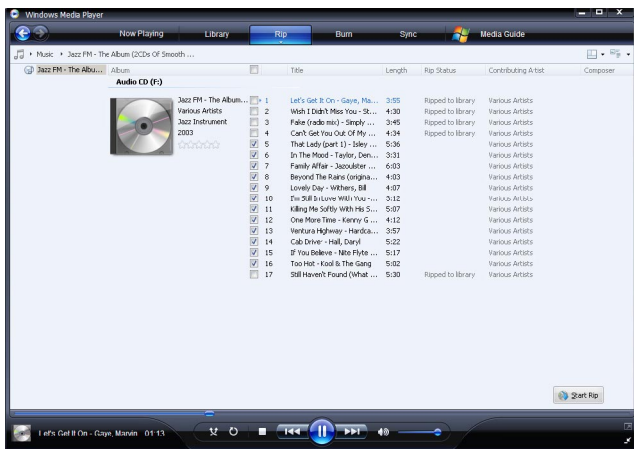 Windows Media Player
Now Playing Library Rip Burn Sync Media Guide
Music Jazz FM - The Album (2CDs Of Smooth ...
Jazz FM - The Albu... Album Title Length Rip Status Contributing Artist Composer
Audio CD (F:)
Jazz FM - The Album...
Various Artists
Jazz Instrument
2003
1 Let's Get It On - Gaye, Ma... 3:55 Ripped to library Various Artists
2 Wish I Didn't Miss You - St... 4:30 Ripped to library Various Artists
3 Fake (radio mix) - Simply ... 3:45 Ripped to library Various Artists
4 Can't Get You Out Of My ... 4:34 Ripped to library Various Artists
5 That Lady (part 1) - Isley ... 5:36 Various Artists
6 In The Mood - Taylor, Den... 3:31 Various Artists
7 Family Affair - Jazoulster ... 6:03 Various Artists
8 Beyond The Rains (origina... 4:03 Various Artists
9 Lovely Day - Withers, Bill 4:07 Various Artists
10 I'm Still In Love With You - ... 3:12 Various Artists
11 Killing Me Softly With His S... 5:07 Various Artists
12 One More Time - Kenny G ... 4:12 Various Artists
13 Ventura Highway - Hardca... 3:57 Various Artists
14 Cab Driver - Hall, Daryl 5:22 Various Artists
15 If You Believe - Nite Flyte ... 5:17 Various Artists
16 Too Hot - Kool & The Gang 5:02 Various Artists
17 Still Haven't Found (What ... 5:30 Ripped to library Various Artists
Start Rip
Let's Get It On - Gaye, Marvin 01:13